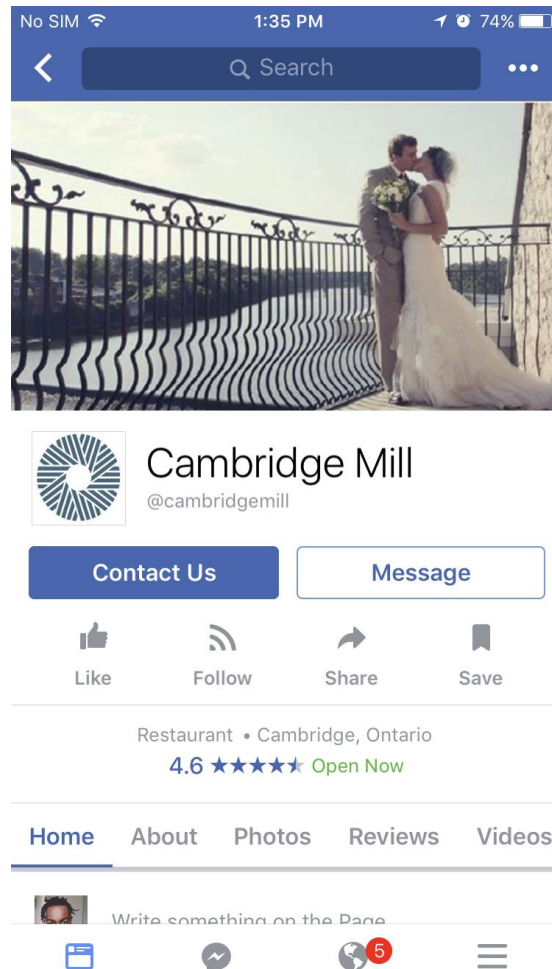 No SIM 1:35 PM 74%
Search
Cambridge Mill
@cambridgemill
Contact Us Message
Like Follow Share Save
Restaurant • Cambridge, Ontario
4.6 ★★★★★ Open Now
Home About Photos Reviews Videos
Write something on the Page
5